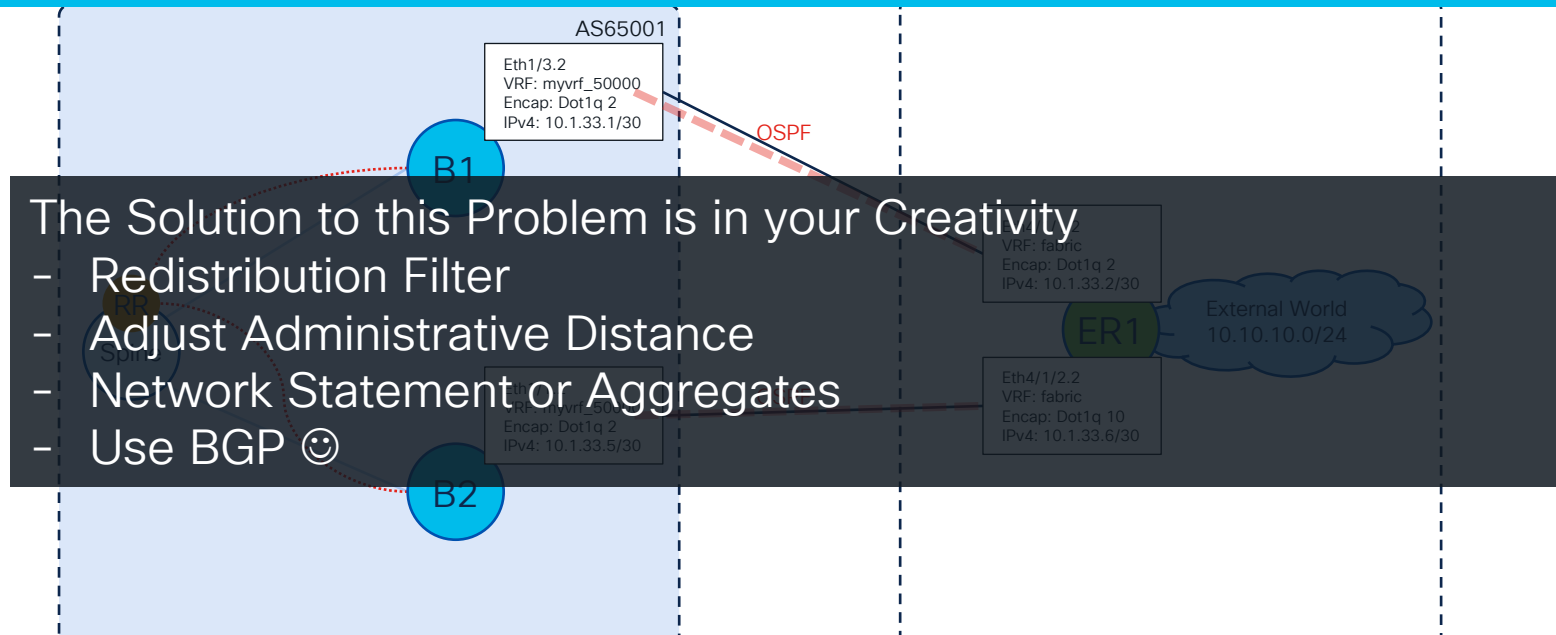 AS65001
Eth1/3.2
VRF: myvrf_50000
Encap: Dot1q 2
IPv4: 10.1.33.1/30
OSPF
B1
The Solution to this Problem is in your Creativity
- Redistribution Filter
- Adjust Administrative Distance
- Network Statement or Aggregates
- Use BGP ☺
VRF: fabric
Encap: Dot1q 2
IPv4: 10.1.33.2/30
RR
Spine
ER1
External World
10.10.10.0/24
Encap: Dot1q 2
IPv4: 10.1.33.5/30
Eth4/1/2.2
VRF: fabric
Encap: Dot1q 10
IPv4: 10.1.33.6/30
B2